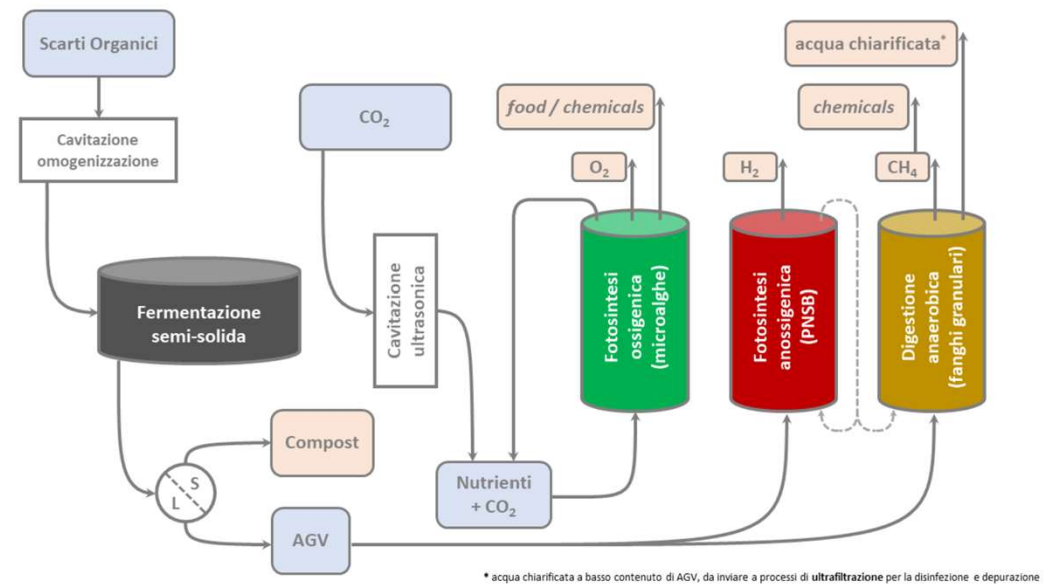 Scarti Organici
Cavitazione
omogenizzazione
Fermentazione
semi-solida
S
L
Compost
AGV
CO₂
Cavitazione
ultrasonica
Nutrienti
+ CO₂
food / chemicals
O₂
Fotosintesi
ossigenica
(microalghe)
H₂
Fotosintesi
anossigenica
(PNSB)
acqua chiarificata*
chemicals
CH₄
Digestione
anaerobica
(fanghi granulari)
* acqua chiarificata a basso contenuto di AGV, da inviare a processi di ultrafiltrazione per la disinfezione e depurazione